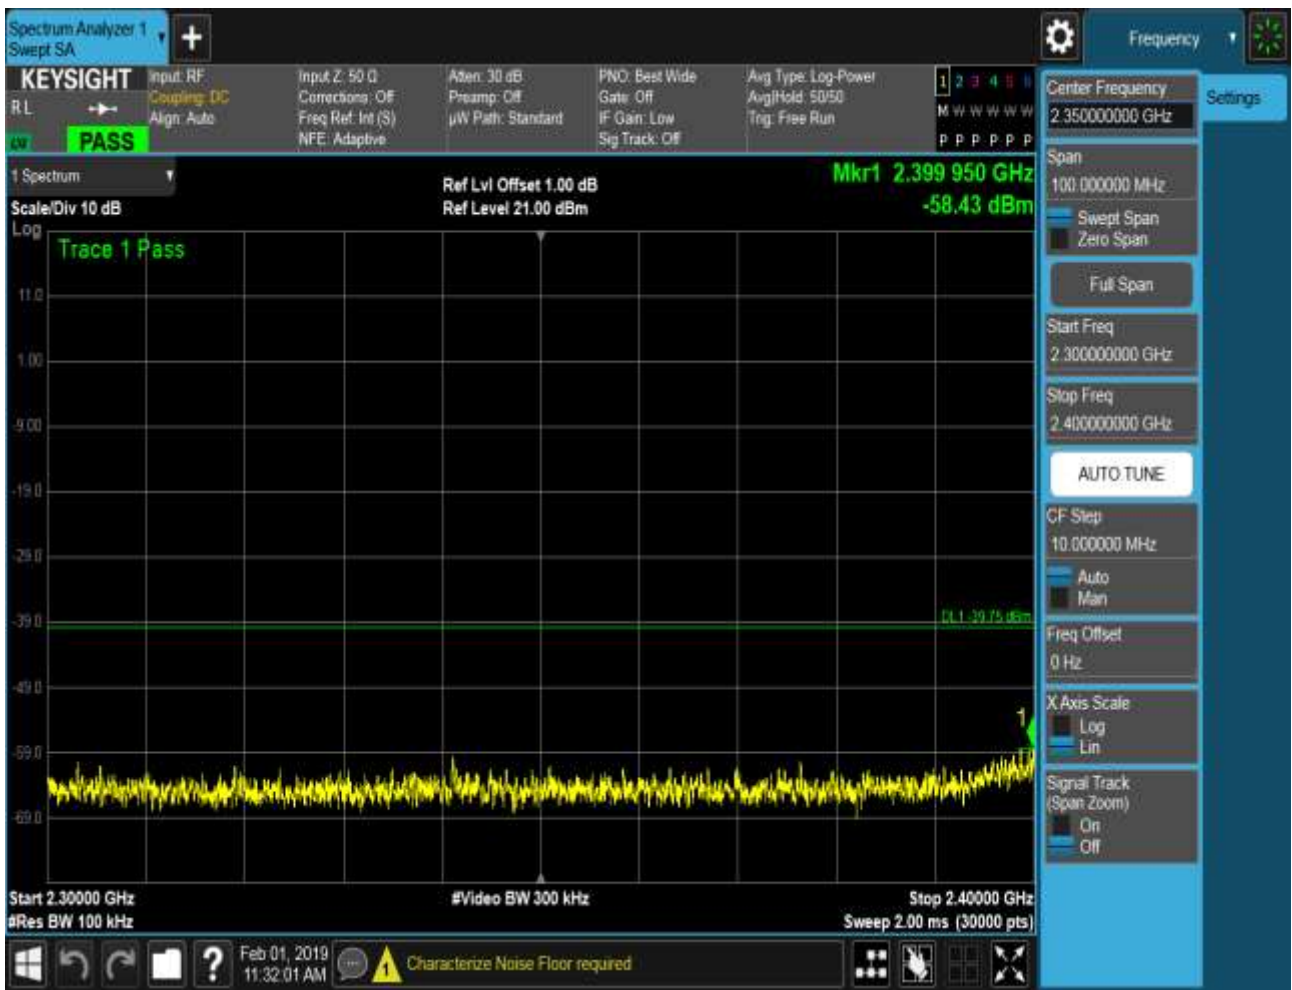 Spectrum Analyzer 1
Swept SA
+
Frequency
KEYSIGHT
R L
PASS
Input: RF
Coupling: DC
Align: Auto
Input Z: 50 Ω
Corrections: Off
Freq Ref: Int (S)
NFE: Adaptive
Atten: 30 dB
Preamp: Off
µW Path: Standard
PNO: Best Wide
Gate: Off
IF Gain: Low
Sig Track: Off
Avg Type: Log-Power
Avg|Hold: 50/50
Trig: Free Run
1 2 3 4 5 6
M W W W W W
P P P P P P
1 Spectrum
Scale/Div 10 dB
Log
Ref Lvl Offset 1.00 dB
Ref Level 21.00 dBm
Mkr1 2.399 950 GHz
-58.43 dBm
Trace 1 Pass
11.0
1.00
-9.00
-19.0
-29.0
-39.0
-49.0
-59.0
-69.0
DL1 -39.75 dBm
1
Start 2.30000 GHz
#Res BW 100 kHz
#Video BW 300 kHz
Stop 2.40000 GHz
Sweep 2.00 ms (30000 pts)
Center Frequency
2.350000000 GHz
Settings
Span
100.000000 MHz
Swept Span
Zero Span
Full Span
Start Freq
2.300000000 GHz
Stop Freq
2.400000000 GHz
AUTO TUNE
CF Step
10.000000 MHz
Auto
Man
Freq Offset
0 Hz
X Axis Scale
Log
Lin
Signal Track
(Span Zoom)
On
Off
?
Feb 01, 2019
11:32:01 AM
1
Characterize Noise Floor required